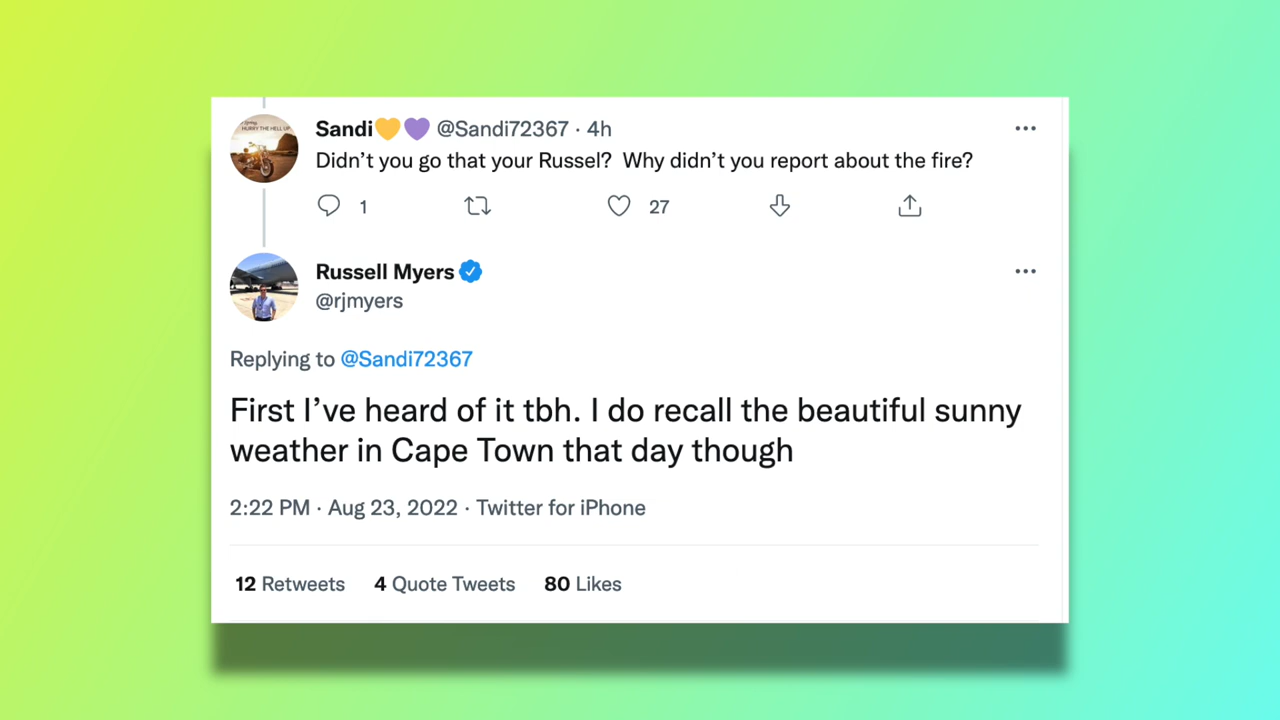 Sandi💛💜 @Sandi72367 · 4h
Didn’t you go that your Russel?  Why didn’t you report about the fire?
1 27
Russell Myers
@rjmyers
Replying to @Sandi72367
First I’ve heard of it tbh. I do recall the beautiful sunny
weather in Cape Town that day though
2:22 PM · Aug 23, 2022 · Twitter for iPhone
12 Retweets 4 Quote Tweets 80 Likes